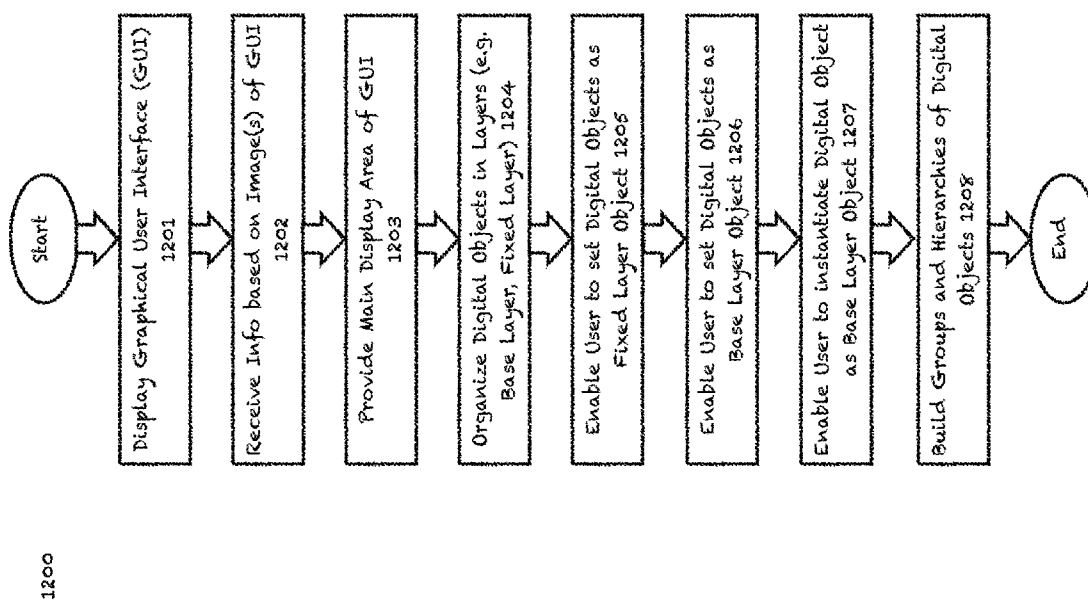 1200
Start
Display Graphical User Interface (GUI)
1201
Receive Info based on Image(s) of GUI
1202
Provide Main Display Area of GUI
1203
Organize Digital Objects in Layers (e.g.
Base Layer, Fixed Layer) 1204
Enable User to set Digital Objects as
Fixed Layer Object 1205
Enable User to set Digital Objects as
Base Layer Object 1206
Enable User to instantiate Digital Object
as Base Layer Object 1207
Build Groups and Hierarchies of Digital
Objects 1208
End